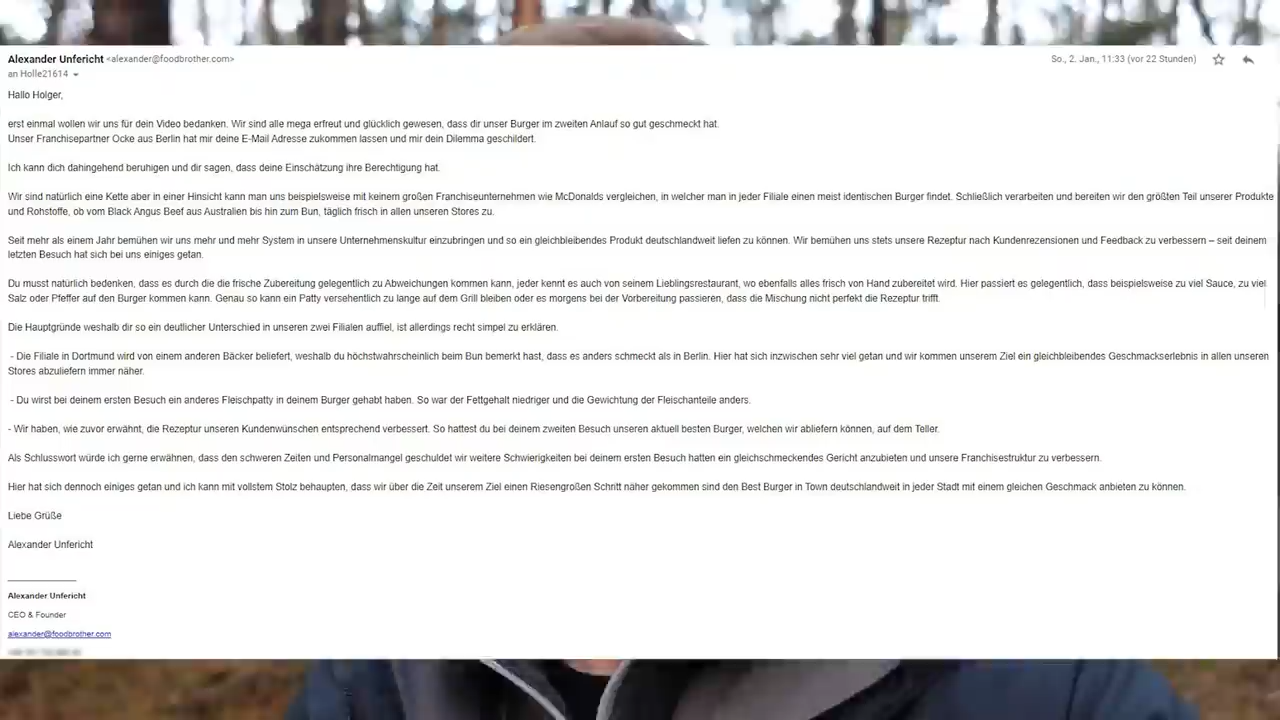 Alexander Unfericht <alexander@foodbrother.com>
So., 2. Jan., 11:33 (vor 22 Stunden)
an Holle21614
Hallo Holger,
erst einmal wollen wir uns für dein Video bedanken. Wir sind alle mega erfreut und glücklich gewesen, dass dir unser Burger im zweiten Anlauf so gut geschmeckt hat.
Unser Franchisepartner Ocke aus Berlin hat mir deine E-Mail Adresse zukommen lassen und mir dein Dilemma geschildert.
Ich kann dich dahingehend beruhigen und dir sagen, dass deine Einschätzung ihre Berechtigung hat.
Wir sind natürlich eine Kette aber in einer Hinsicht kann man uns beispielsweise mit keinem großen Franchiseunternehmen wie McDonalds vergleichen, in welcher man in jeder Filiale einen meist identischen Burger findet. Schließlich verarbeiten und bereiten wir den größten Teil unserer Produkte
und Rohstoffe, ob vom Black Angus Beef aus Australien bis hin zum Bun, täglich frisch in allen unseren Stores zu.
Seit mehr als einem Jahr bemühen wir uns mehr und mehr System in unsere Unternehmenskultur einzubringen und so ein gleichbleibendes Produkt deutschlandweit liefen zu können. Wir bemühen uns stets unsere Rezeptur nach Kundenrezensionen und Feedback zu verbessern – seit deinem
letzten Besuch hat sich bei uns einiges getan.
Du musst natürlich bedenken, dass es durch die die frische Zubereitung gelegentlich zu Abweichungen kommen kann, jeder kennt es auch von seinem Lieblingsrestaurant, wo ebenfalls alles frisch von Hand zubereitet wird. Hier passiert es gelegentlich, dass beispielsweise zu viel Sauce, zu viel
Salz oder Pfeffer auf den Burger kommen kann. Genau so kann ein Patty versehentlich zu lange auf dem Grill bleiben oder es morgens bei der Vorbereitung passieren, dass die Mischung nicht perfekt die Rezeptur trifft.
Die Hauptgründe weshalb dir so ein deutlicher Unterschied in unseren zwei Filialen auffiel, ist allerdings recht simpel zu erklären.
- Die Filiale in Dortmund wird von einem anderen Bäcker beliefert, weshalb du höchstwahrscheinlich beim Bun bemerkt hast, dass es anders schmeckt als in Berlin. Hier hat sich inzwischen sehr viel getan und wir kommen unserem Ziel ein gleichbleibendes Geschmackserlebnis in allen unseren
Stores abzuliefern immer näher.
- Du wirst bei deinem ersten Besuch ein anderes Fleischpatty in deinem Burger gehabt haben. So war der Fettgehalt niedriger und die Gewichtung der Fleischanteile anders.
- Wir haben, wie zuvor erwähnt, die Rezeptur unseren Kundenwünschen entsprechend verbessert. So hattest du bei deinem zweiten Besuch unseren aktuell besten Burger, welchen wir abliefern können, auf dem Teller.
Als Schlusswort würde ich gerne erwähnen, dass den schweren Zeiten und Personalmangel geschuldet wir weitere Schwierigkeiten bei deinem ersten Besuch hatten ein gleichschmeckendes Gericht anzubieten und unsere Franchisestruktur zu verbessern.
Hier hat sich dennoch einiges getan und ich kann mit vollstem Stolz behaupten, dass wir über die Zeit unserem Ziel einen Riesengroßen Schritt näher gekommen sind den Best Burger in Town deutschlandweit in jeder Stadt mit einem gleichen Geschmack anbieten zu können.
Liebe Grüße
Alexander Unfericht
Alexander Unfericht
CEO & Founder
alexander@foodbrother.com